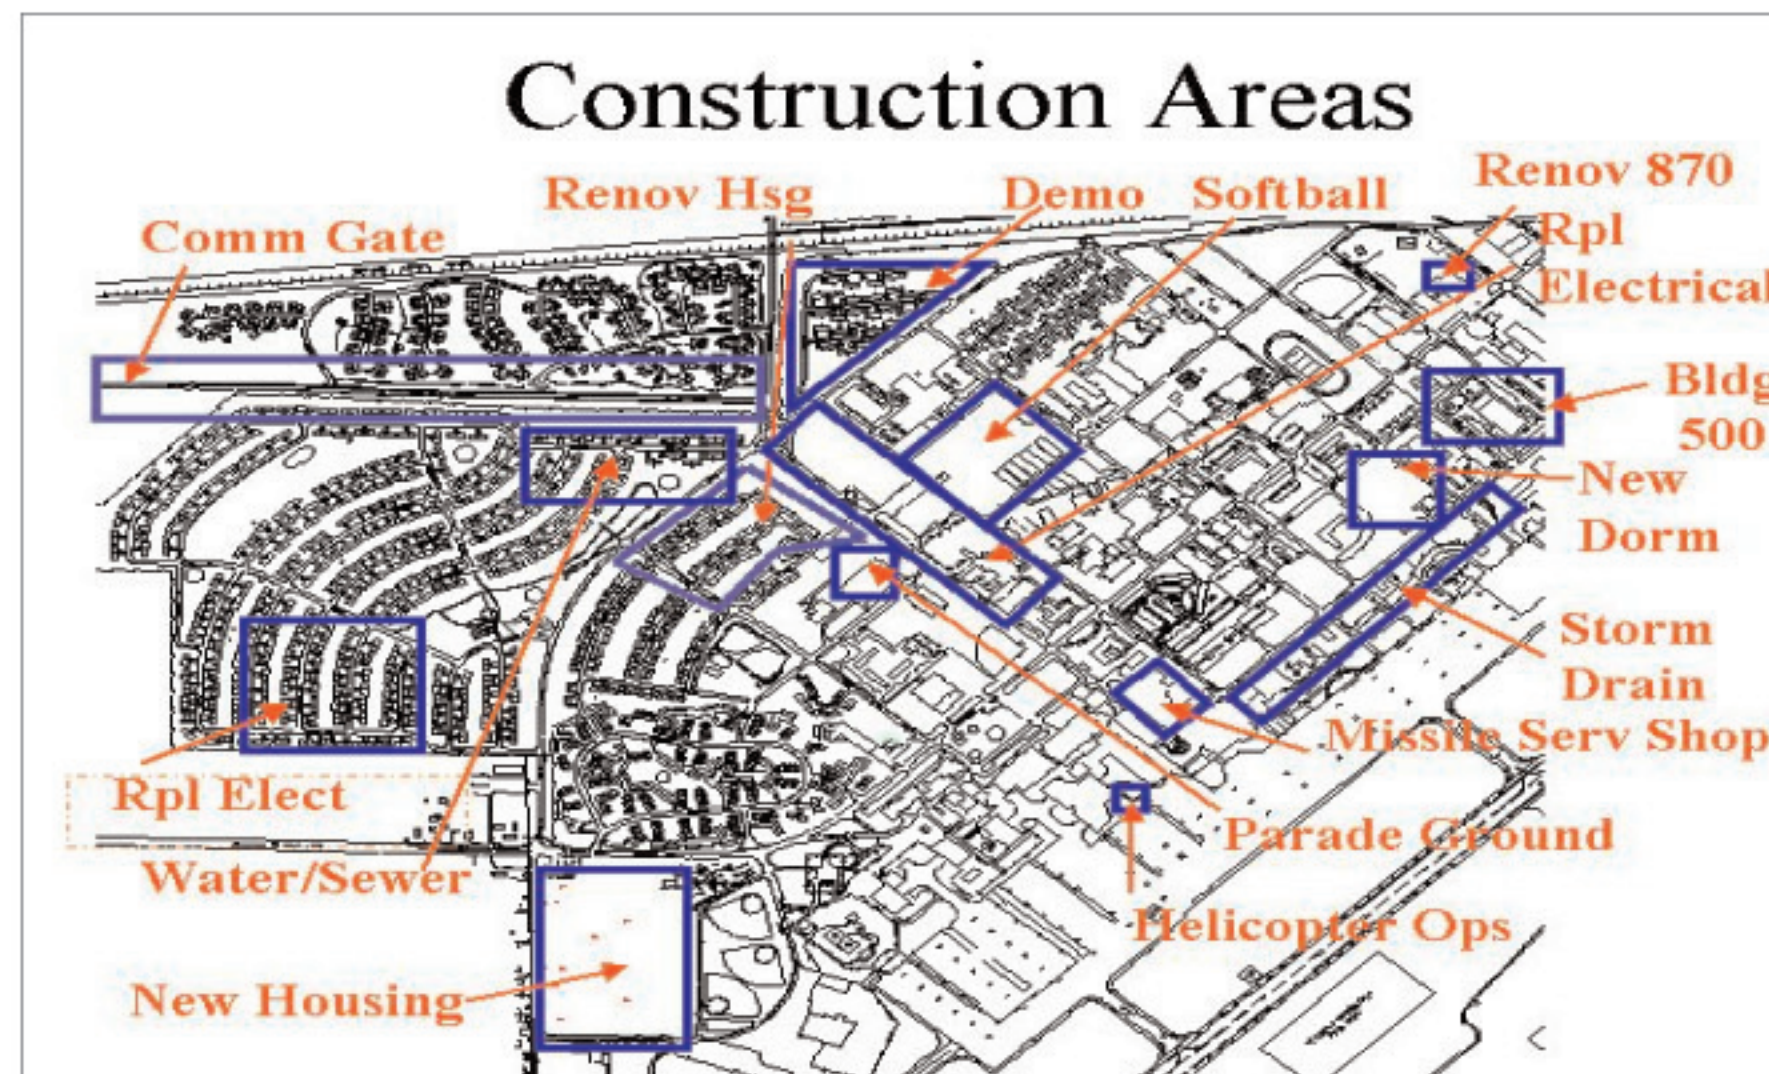 Construction Areas
Renov 870
Renov Hsg
Demo
Softball
Comm Gate
Rpl
Electrical
Bldg
500
New
Dorm
Storm
Drain
Missile Serv Shop
Rpl Elect
Parade Ground
Water/Sewer
Helicopter Ops
New Housing